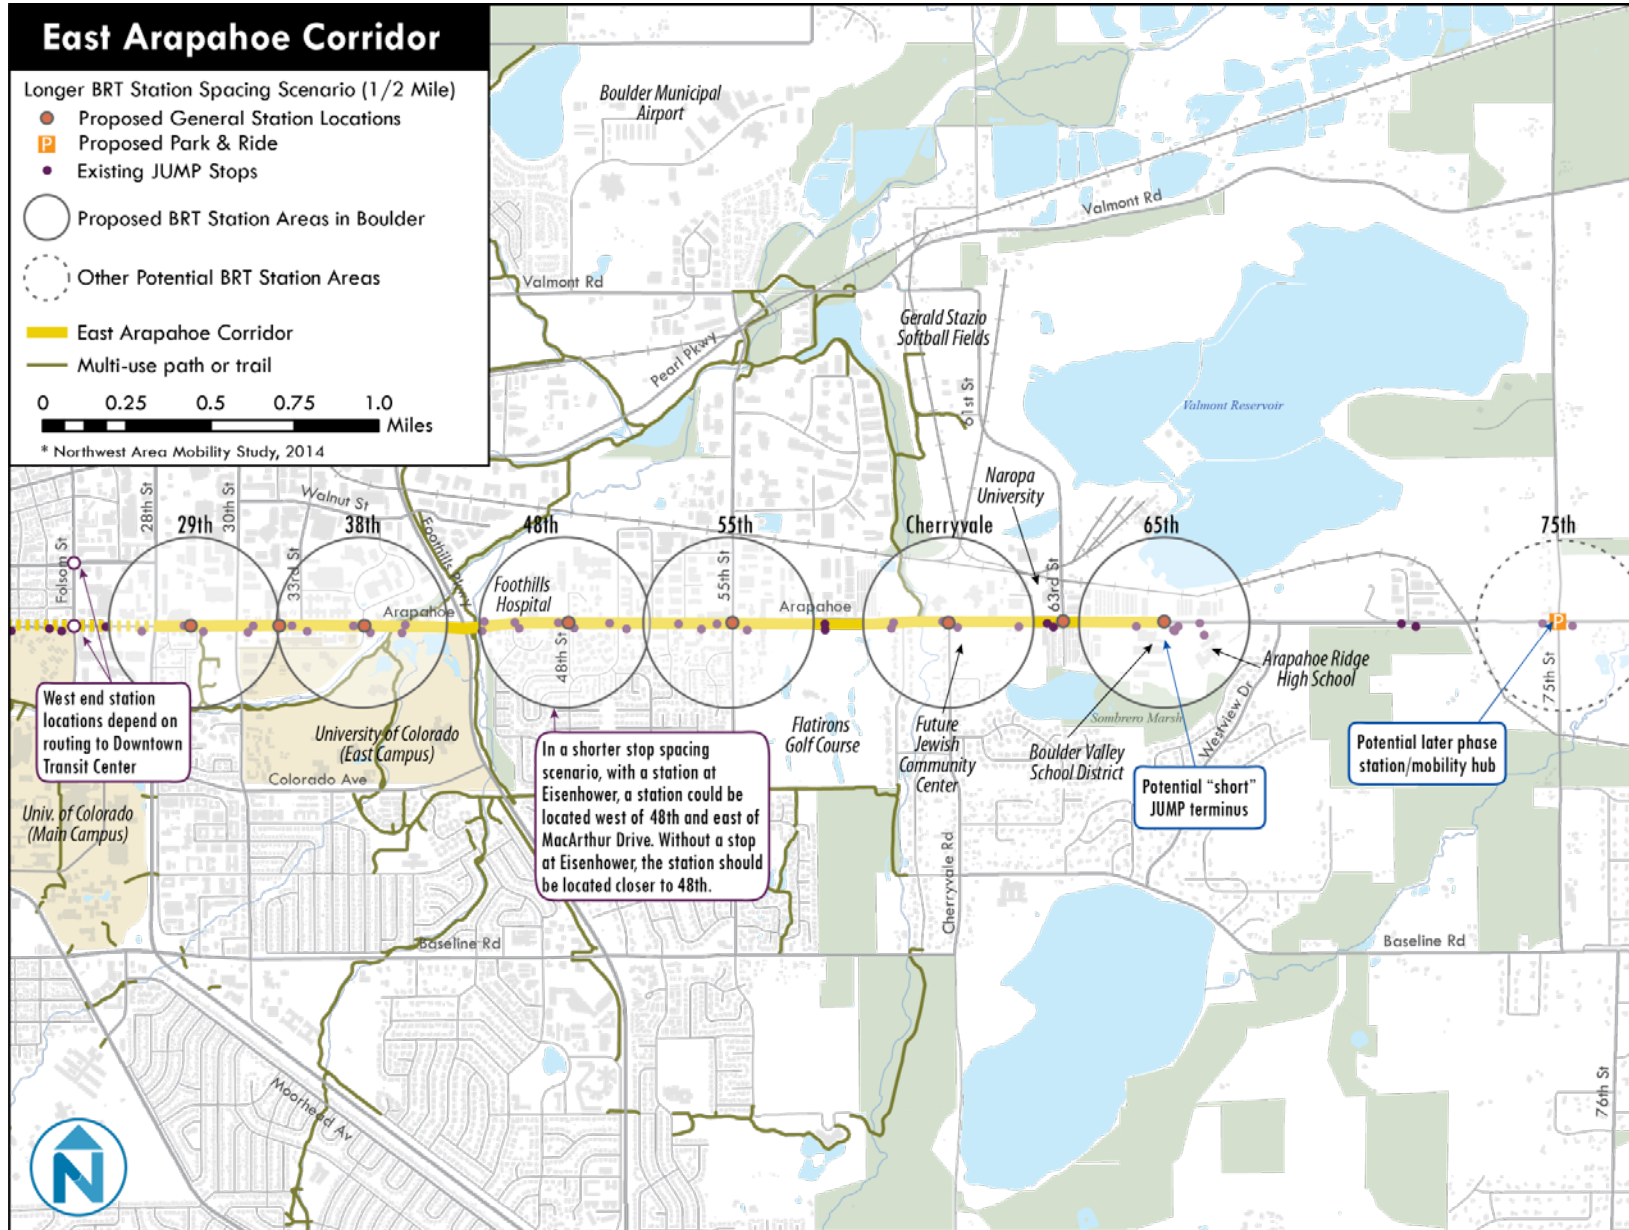 East Arapahoe Corridor
Longer BRT Station Spacing Scenario (1/2 Mile)
Proposed General Station Locations
P Proposed Park & Ride
Existing JUMP Stops
Proposed BRT Station Areas in Boulder
Other Potential BRT Station Areas
East Arapahoe Corridor
Multi-use path or trail
0 0.25 0.5 0.75 1.0
Miles
* Northwest Area Mobility Study, 2014
Boulder Municipal
Airport
Valmont Rd
Valmont Rd
Pearl Pkwy
Gerald Stazio
Softball Fields
61st St
Valmont Reservoir
Naropa
University
Walnut St
Foothills Pkwy
Folsom St
28th St
29th
30th St
33rd St
38th
48th
55th
Cherryvale
65th
75th
Foothills
Hospital
Arapahoe
48th St
55th St
Arapahoe
63rd St
P
75th St
Arapahoe Ridge
High School
Westview Dr
Sombrero Marsh
West end station
locations depend on
routing to Downtown
Transit Center
University of Colorado
(East Campus)
Colorado Ave
Univ. of Colorado
(Main Campus)
In a shorter stop spacing
scenario, with a station at
Eisenhower, a station could be
located west of 48th and east of
MacArthur Drive. Without a stop
at Eisenhower, the station should
be located closer to 48th.
Flatirons
Golf Course
Future
Jewish
Community
Center
Boulder Valley
School District
Potential "short"
JUMP terminus
Potential later phase
station/mobility hub
Cherryvale Rd
Baseline Rd
Baseline Rd
Moorhead Av
76th St
N